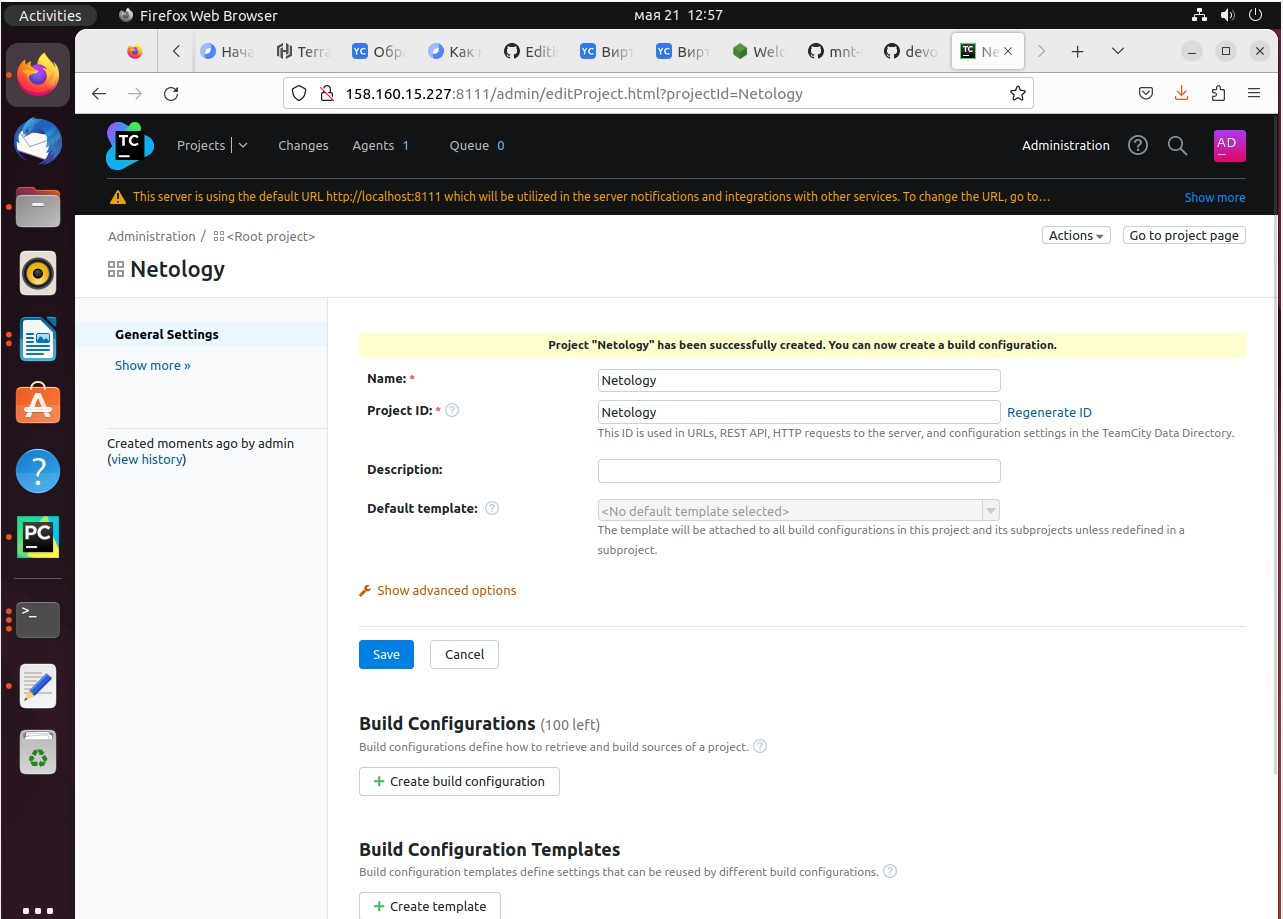 Activities
Firefox Web Browser
мая 21 12:57
Нача
Terra
YC Обра
Как
Editi
YC Вирт
YC Вирт
Welc
mnt-
devo
TC Ne
158.160.15.227:8111/admin/editProject.html?projectId=Netology
TC
Projects
Changes
Agents 1
Queue 0
Administration
AD
This server is using the default URL http://localhost:8111 which will be utilized in the server notifications and integrations with other services. To change the URL, go to…
Show more
Administration / <Root project>
Actions
Go to project page
Netology
General Settings
Show more »
Created moments ago by admin
(view history)
Project "Netology" has been successfully created. You can now create a build configuration.
Name: * Netology
Project ID: * Netology Regenerate ID
This ID is used in URLs, REST API, HTTP requests to the server, and configuration settings in the TeamCity Data Directory.
Description:
Default template: <No default template selected>
The template will be attached to all build configurations in this project and its subprojects unless redefined in a
subproject.
Show advanced options
Save Cancel
Build Configurations (100 left)
Build configurations define how to retrieve and build sources of a project.
+ Create build configuration
Build Configuration Templates
Build configuration templates define settings that can be reused by different build configurations.
+ Create template
PC